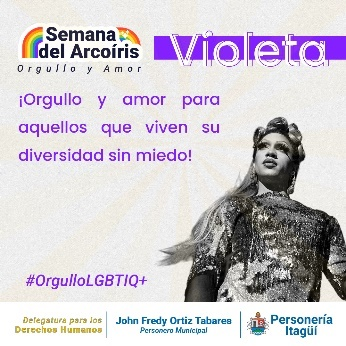 Semana
del Arcoíris
Orgullo y Amor
Violeta
¡Orgullo y amor para
aquellos que viven su
diversidad sin miedo!
#OrgulloLGBTIQ+
Delegatura para los
Derechos Humanos
John Fredy Ortiz Tabares
Personero Municipal
Personería
Itagüí